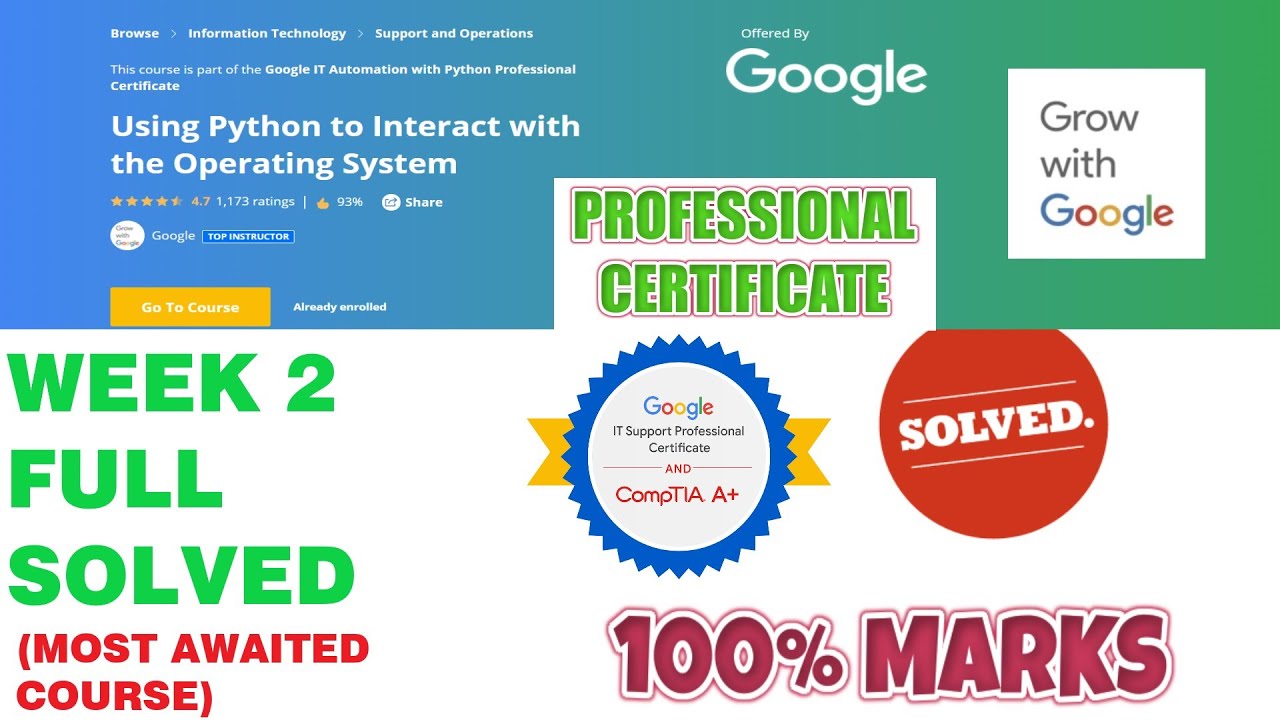 Browse > Information Technology > Support and Operations
This course is part of the Google IT Automation with Python Professional
Certificate
Using Python to Interact with
the Operating System
4.7 1,173 ratings | 93% Share
Grow with Google
Google TOP INSTRUCTOR
Go To Course Already enrolled
Offered By
Google
Grow
with
Google
PROFESSIONAL
CERTIFICATE
WEEK 2
FULL
SOLVED
(MOST AWAITED
COURSE)
Google
IT Support Professional
Certificate
AND
CompTIA A+
SOLVED.
100% MARKS